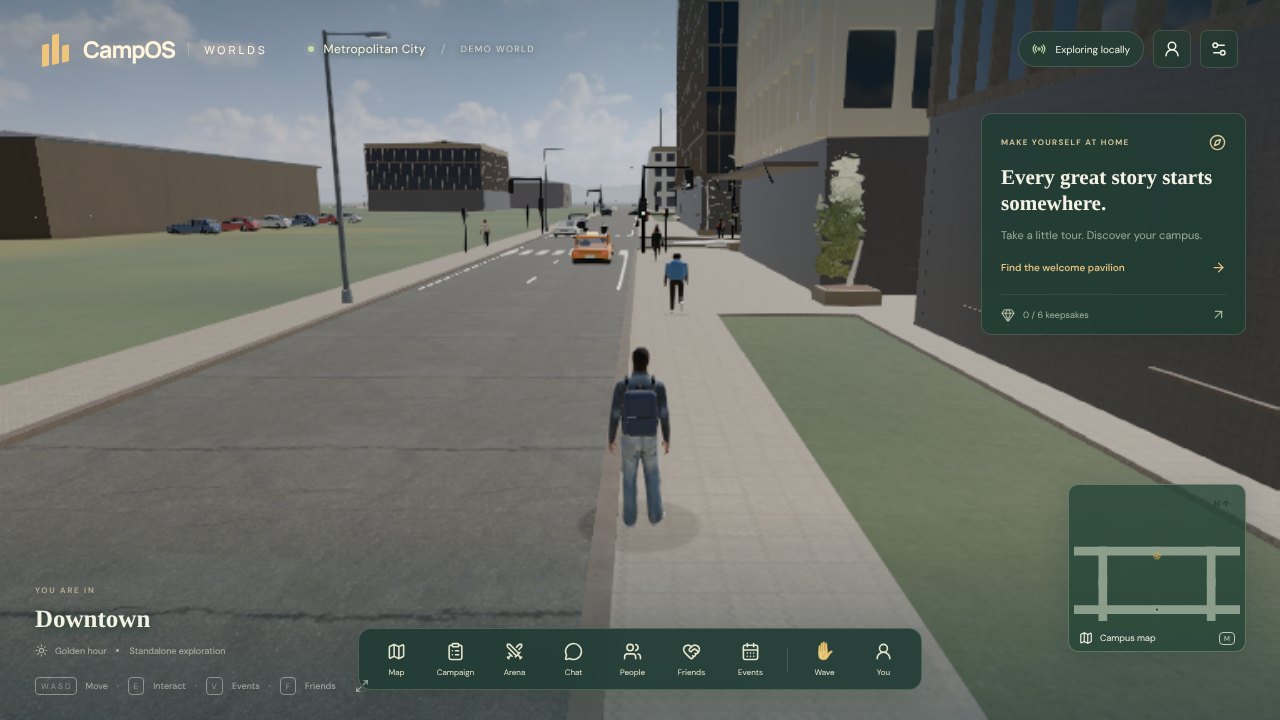 CampOS WORLDS Metropolitan City / DEMO WORLD
Exploring locally
MAKE YOURSELF AT HOME
Every great story starts
somewhere.
Take a little tour. Discover your campus.
Find the welcome pavilion
0 / 6 keepsakes
N
Campus map M
YOU ARE IN
Downtown
Golden hour • Standalone exploration
WASD Move · E Interact · V Events · F Friends
Map Campaign Arena Chat People Friends Events Wave You